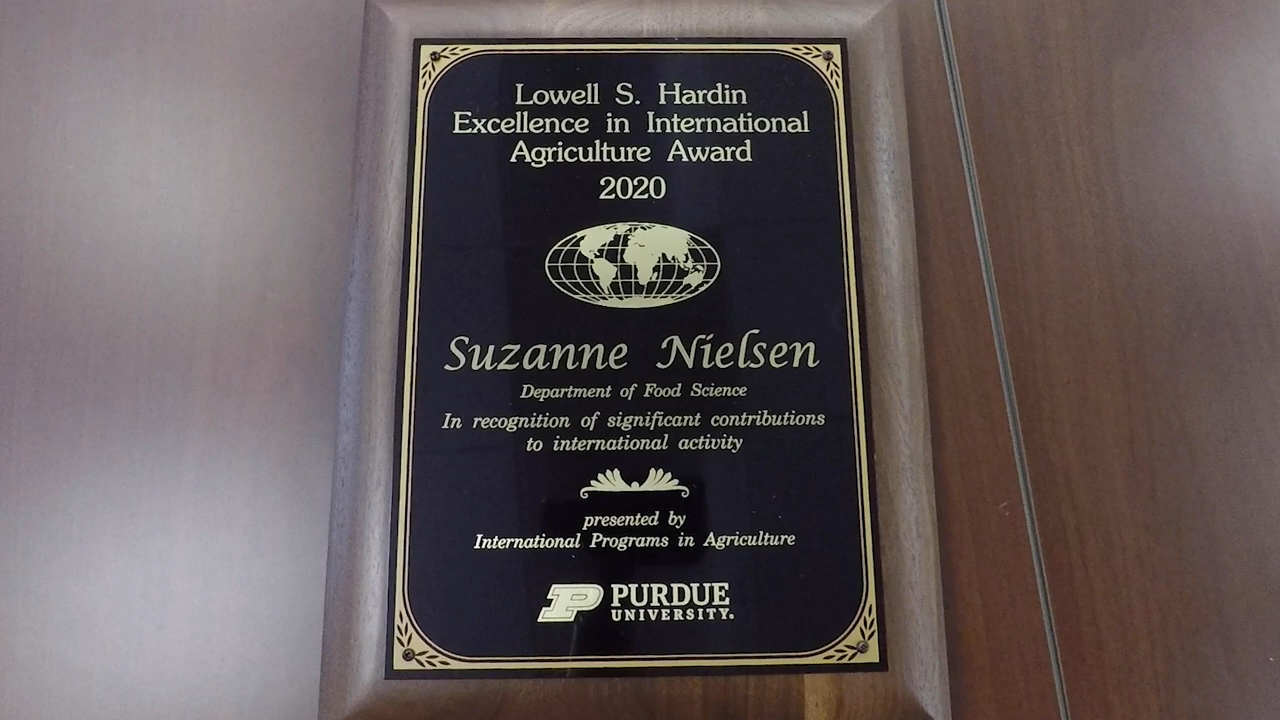 Lowell S. Hardin
Excellence in International
Agriculture Award
2020
Suzanne Nielsen
Department of Food Science
In recognition of significant contributions
to international activity
presented by
International Programs in Agriculture
P PURDUE
UNIVERSITY.